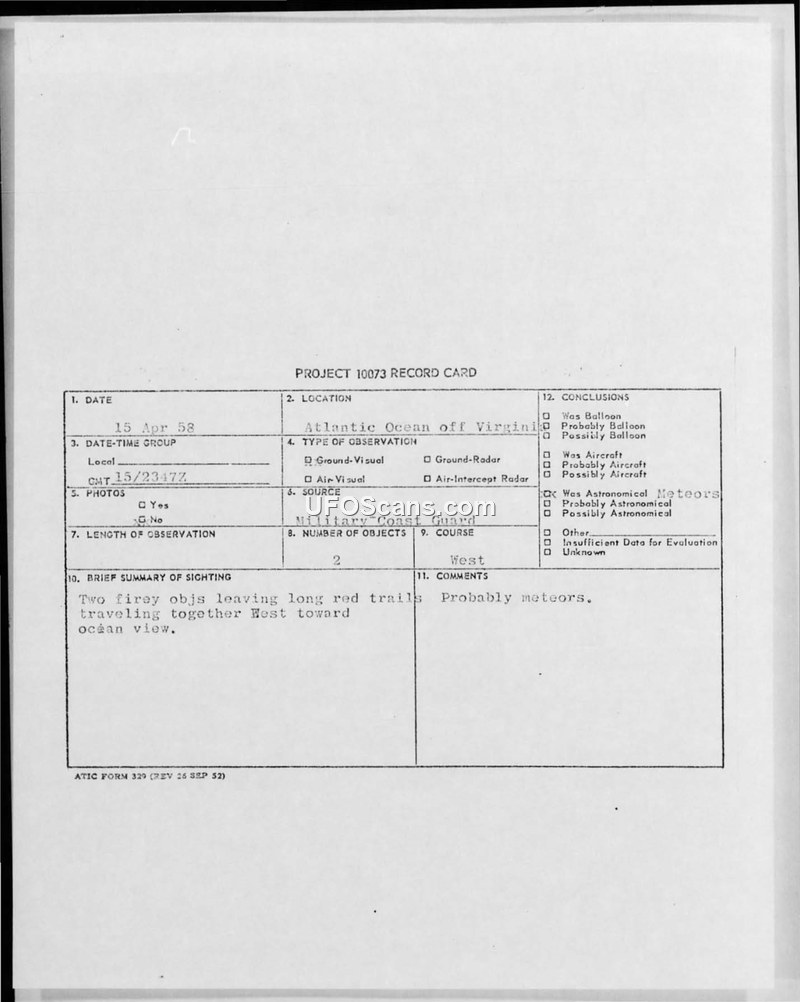 PROJECT 10073 RECORD CARD
1. DATE
15 Apr 58
2. LOCATION
Atlantic Ocean off Virgini
12. CONCLUSIONS
Was Balloon
Probably Balloon
Possibly Balloon
Was Aircraft
Probably Aircraft
Possibly Aircraft
Was Astronomical Meteors
Probably Astronomical
Possibly Astronomical
Other
Insufficient Data for Evaluation
Unknown
3. DATE-TIME GROUP
Local
GMT 15/2347Z
4. TYPE OF OBSERVATION
Ground-Visual Ground-Radar
Air-Visual Air-Intercept Radar
5. PHOTOS
Yes
No
6. SOURCE
Military Coast Guard
UFOScans.com
7. LENGTH OF OBSERVATION
8. NUMBER OF OBJECTS
2
9. COURSE
West
10. BRIEF SUMMARY OF SIGHTING
Two firey objs leaving long red trails
traveling together West toward
ocean view.
11. COMMENTS
Probably meteors.
ATIC FORM 329 (REV 26 SEP 52)